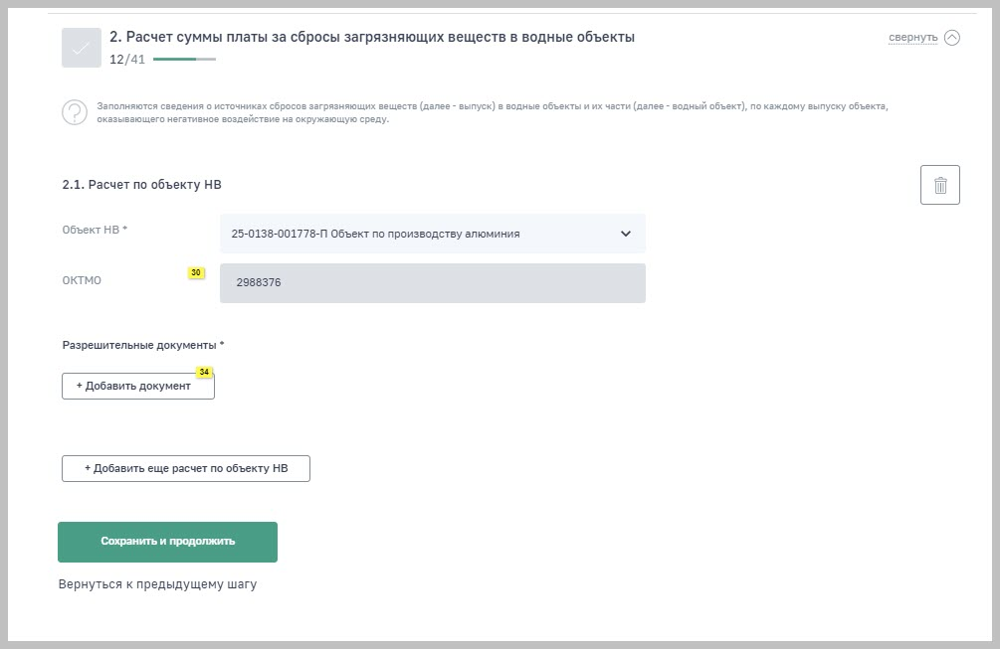 2. Расчет суммы платы за сбросы загрязняющих веществ в водные объекты
свернуть
12/41
Заполняются сведения о источниках сбросов загрязняющих веществ (далее - выпуск) в водные объекты и их части (далее - водный объект), по каждому выпуску объекта,
оказывающего негативное воздействие на окружающую среду.
2.1. Расчет по объекту НВ
Объект НВ *
25-0138-001778-П Объект по производству алюминия
ОКТМО
30
2988376
Разрешительные документы *
34
+ Добавить документ
+ Добавить еще расчет по объекту НВ
Сохранить и продолжить
Вернуться к предыдущему шагу